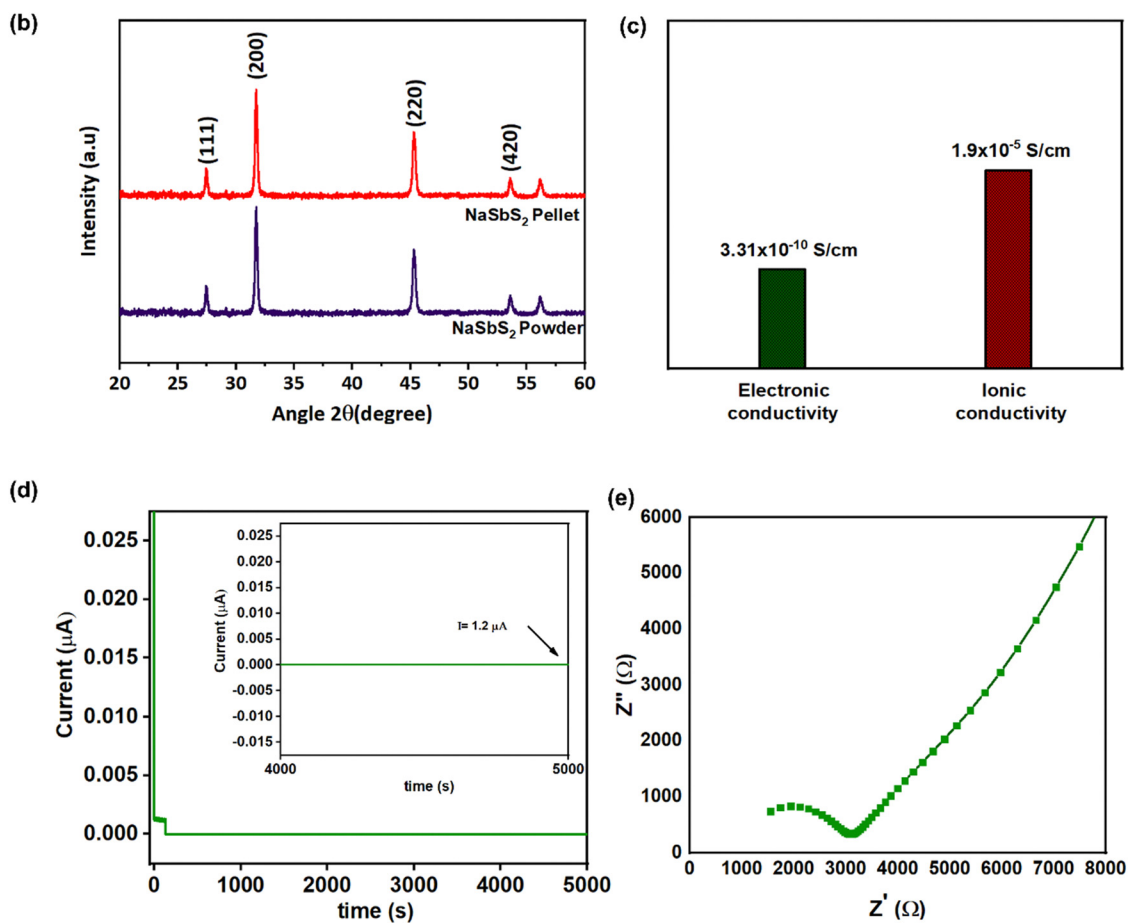 (b)
Intensity (a.u)
(111)
(200)
(220)
(420)
NaSbS₂ Pellet
NaSbS₂ Powder
20 25 30 35 40 45 50 55 60
Angle 2θ(degree)
(c)
3.31x10⁻¹⁰ S/cm
1.9x10⁻⁵ S/cm
Electronic
conductivity
Ionic
conductivity
(d)
Current (μA)
0.025
0.020
0.015
0.010
0.005
0.000
0 1000 2000 3000 4000 5000
time (s)
Current (μA)
0.025
0.020
0.015
0.010
0.005
0.000
-0.005
-0.010
-0.015
I= 1.2 μA
4000 5000
time (s)
(e)
Z'' (Ω)
6000
5000
4000
3000
2000
1000
0
0 1000 2000 3000 4000 5000 6000 7000 8000
Z' (Ω)